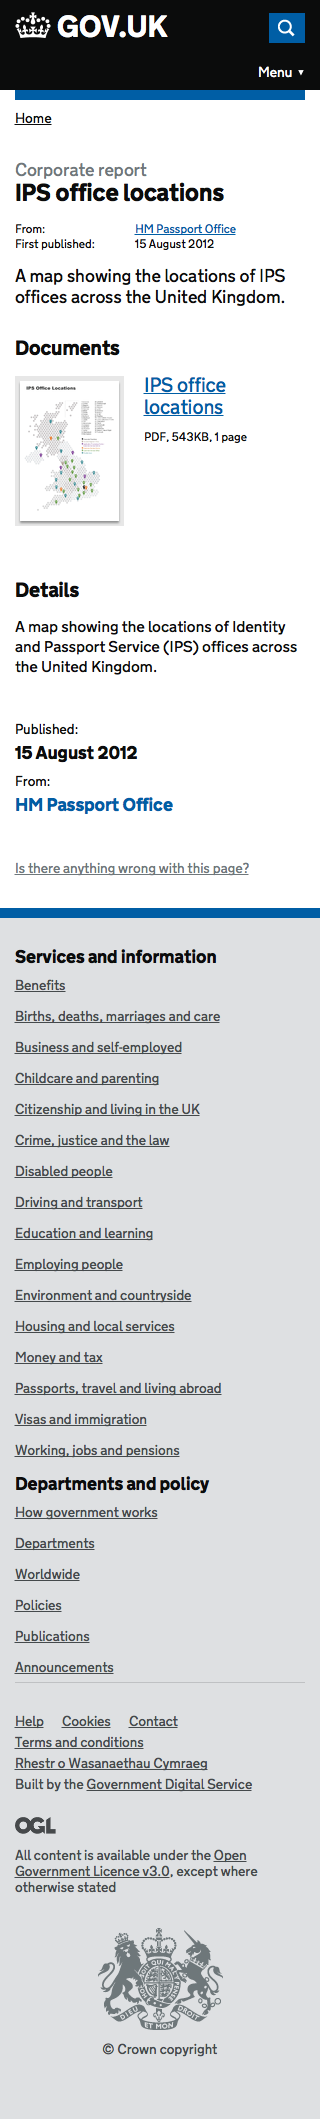 GOV.UK
Menu ▼
Home
Corporate report
IPS office locations
From: HM Passport Office
First published: 15 August 2012
A map showing the locations of IPS
offices across the United Kingdom.
Documents
IPS Office Locations
IPS office
locations
PDF, 543KB, 1 page
Details
A map showing the locations of Identity
and Passport Service (IPS) offices across
the United Kingdom.
Published:
15 August 2012
From:
HM Passport Office
Is there anything wrong with this page?
Services and information
Benefits
Births, deaths, marriages and care
Business and self-employed
Childcare and parenting
Citizenship and living in the UK
Crime, justice and the law
Disabled people
Driving and transport
Education and learning
Employing people
Environment and countryside
Housing and local services
Money and tax
Passports, travel and living abroad
Visas and immigration
Working, jobs and pensions
Departments and policy
How government works
Departments
Worldwide
Policies
Publications
Announcements
Help Cookies Contact
Terms and conditions
Rhestr o Wasanaethau Cymraeg
Built by the Government Digital Service
OGL
All content is available under the Open
Government Licence v3.0, except where
otherwise stated
DIEU ET MON DROIT
© Crown copyright